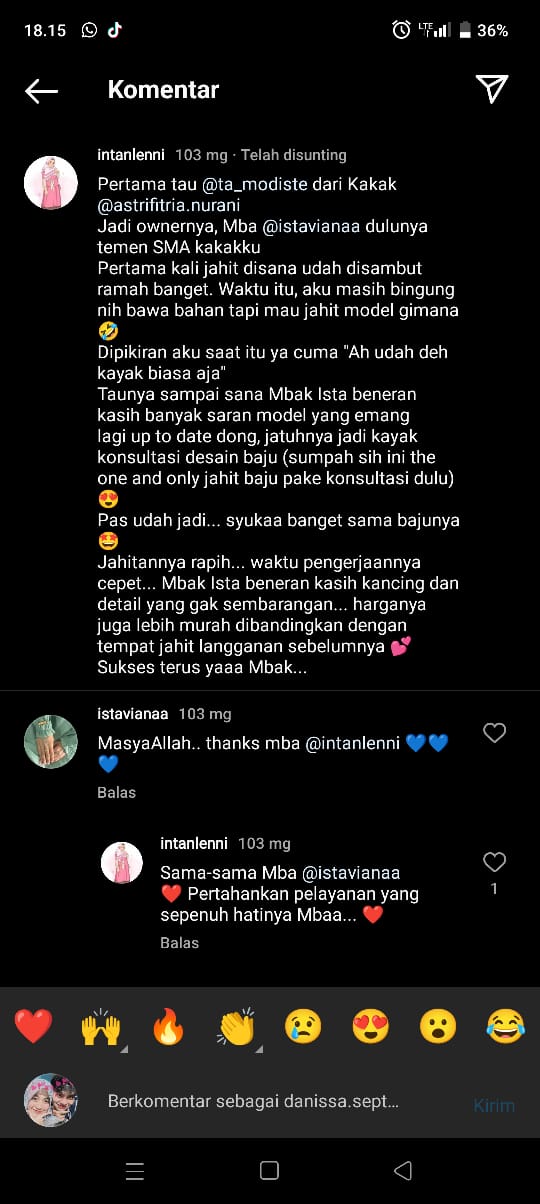 18.15
LTE
36%
Komentar
intanlenni 103 mg · Telah disunting
Pertama tau @ta_modiste dari Kakak
@astrifitria.nurani
Jadi ownernya, Mba @istavianaa dulunya
temen SMA kakakku
Pertama kali jahit disana udah disambut
ramah banget. Waktu itu, aku masih bingung
nih bawa bahan tapi mau jahit model gimana
🤣
Dipikiran aku saat itu ya cuma "Ah udah deh
kayak biasa aja"
Taunya sampai sana Mbak Ista beneran
kasih banyak saran model yang emang
lagi up to date dong, jatuhnya jadi kayak
konsultasi desain baju (sumpah sih ini the
one and only jahit baju pake konsultasi dulu)
😍
Pas udah jadi... syukaa banget sama bajunya
🤩
Jahitannya rapih... waktu pengerjaannya
cepet... Mbak Ista beneran kasih kancing dan
detail yang gak sembarangan... harganya
juga lebih murah dibandingkan dengan
tempat jahit langganan sebelumnya 💕
Sukses terus yaaa Mbak...
istavianaa 103 mg
MasyaAllah.. thanks mba @intanlenni 💙💙
💙
Balas
intanlenni 103 mg
Sama-sama Mba @istavianaa
❤️ Pertahankan pelayanan yang
sepenuh hatinya Mbaa... ❤️
1
Balas
Berkomentar sebagai danissa.sept...
Kirim